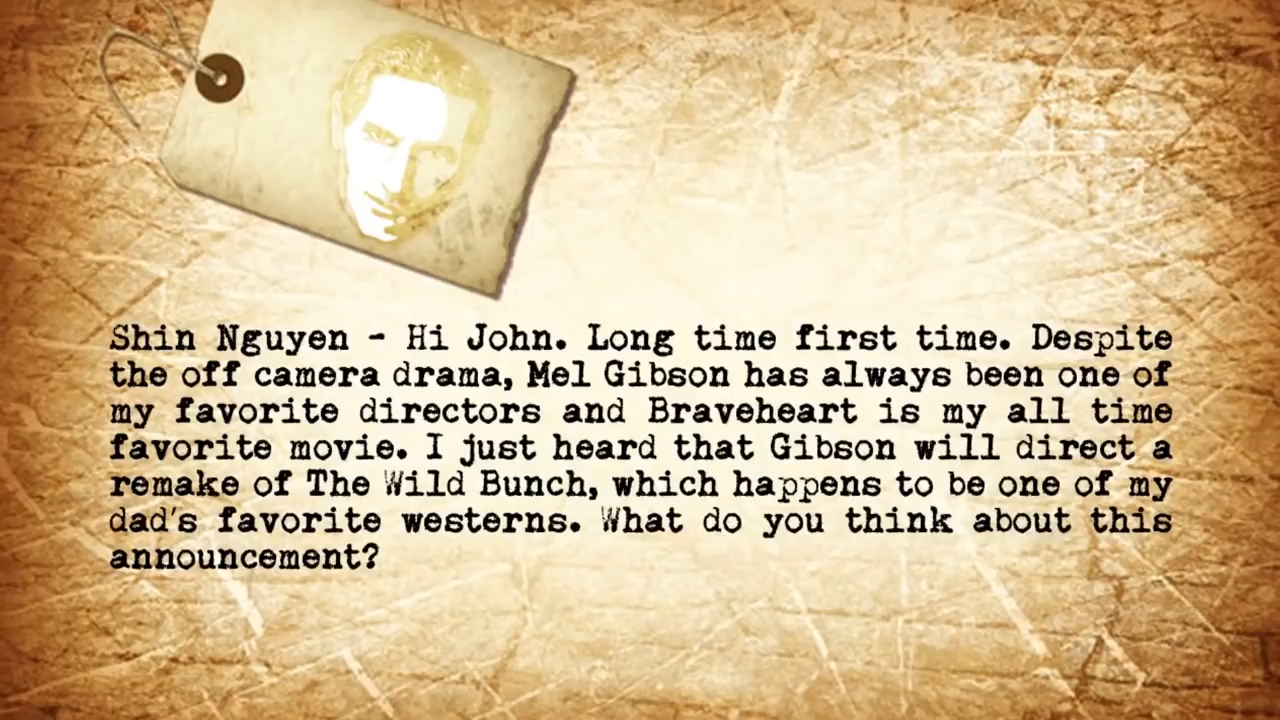 Shin Nguyen - Hi John. Long time first time. Despite
the off camera drama, Mel Gibson has always been one of
my favorite directors and Braveheart is my all time
favorite movie. I just heard that Gibson will direct a
remake of The Wild Bunch, which happens to be one of my
dad's favorite westerns. What do you think about this
announcement?